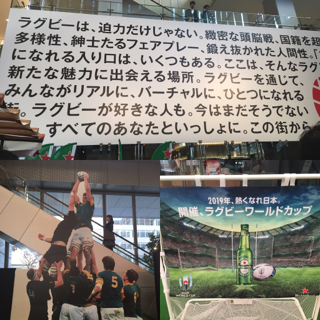 ラグビーは、迫力だけじゃない。緻密な頭脳戦、国籍を超
多様性、紳士たるフェアプレー、鍛え抜かれた人間性。「
になれる入り口は、いくつもある。ここは、そんなラグ
新たな魅力に出会える場所。ラグビーを通じて、
みんながリアルに、バーチャルに、ひとつになれる
だ。ラグビーが好きな人も。今はまだそうでない
すべてのあなたといっしょに。この街から
2019年、熱くなれ日本。
開催、ラグビーワールドカップ
5